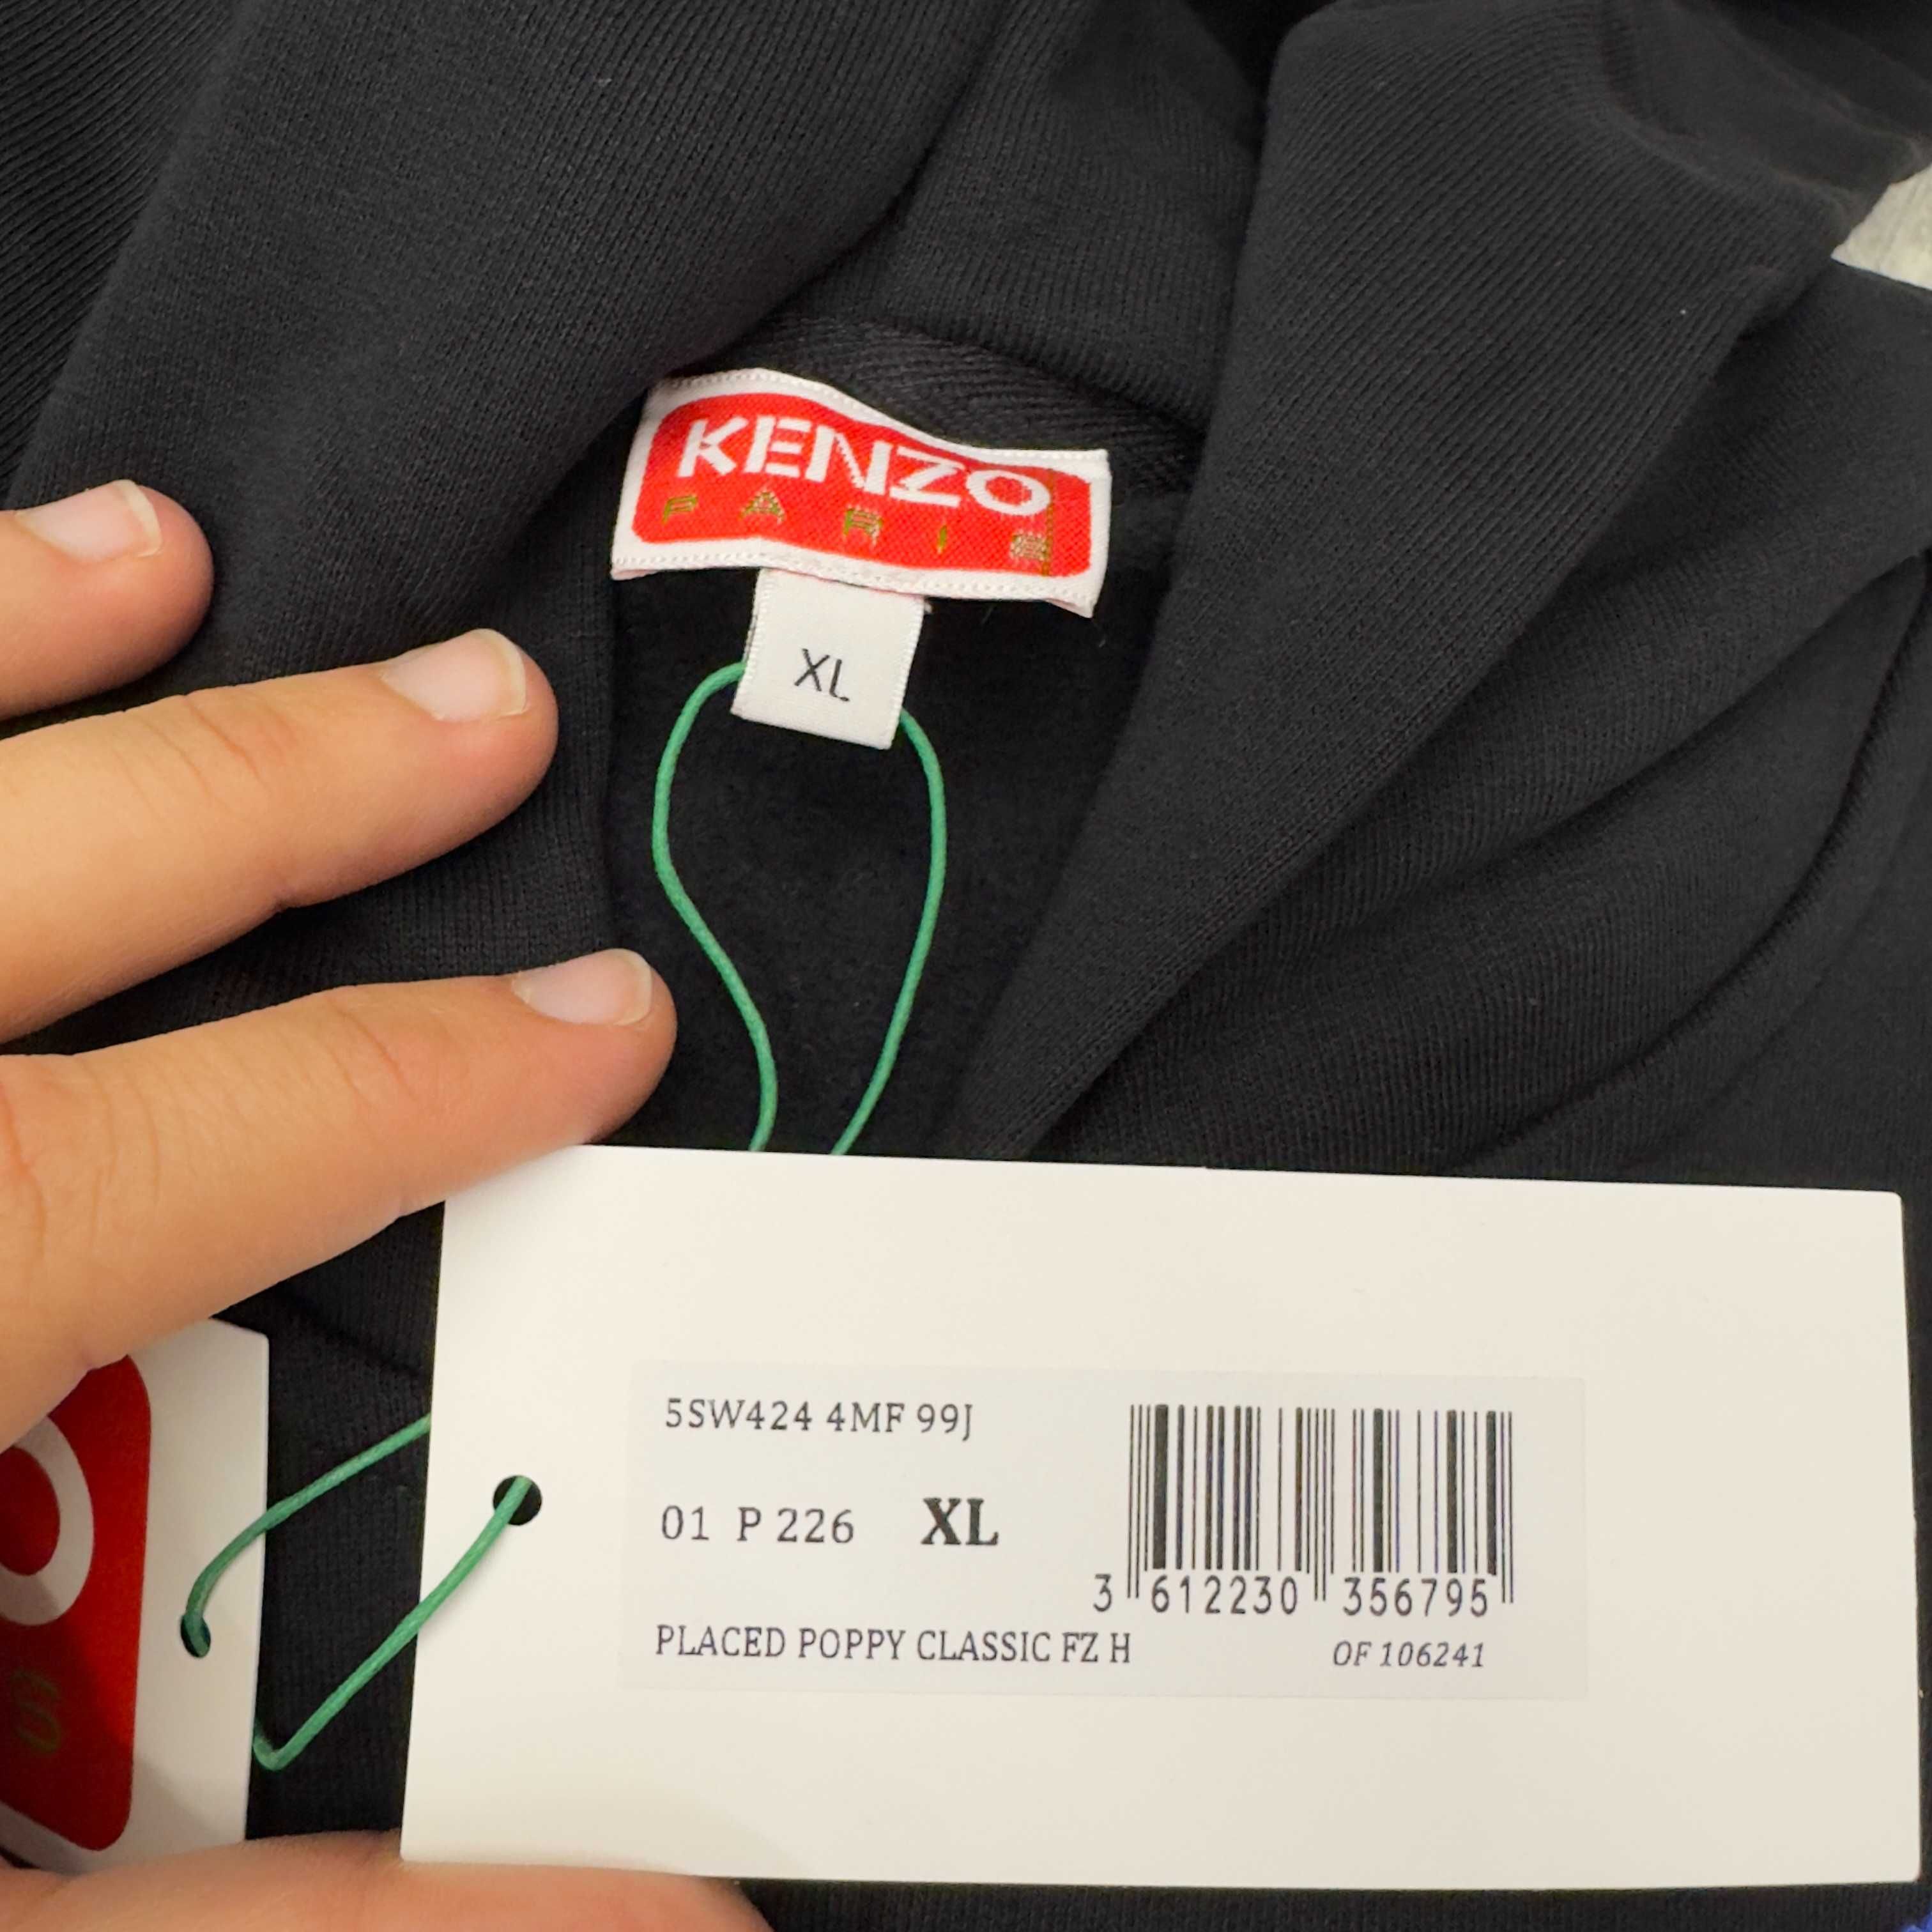 KENZO
PARIS
XL
5SW424 4MF 99J
01 P 226 XL
3 612230 356795
PLACED POPPY CLASSIC FZ H
OF 106241
O
S